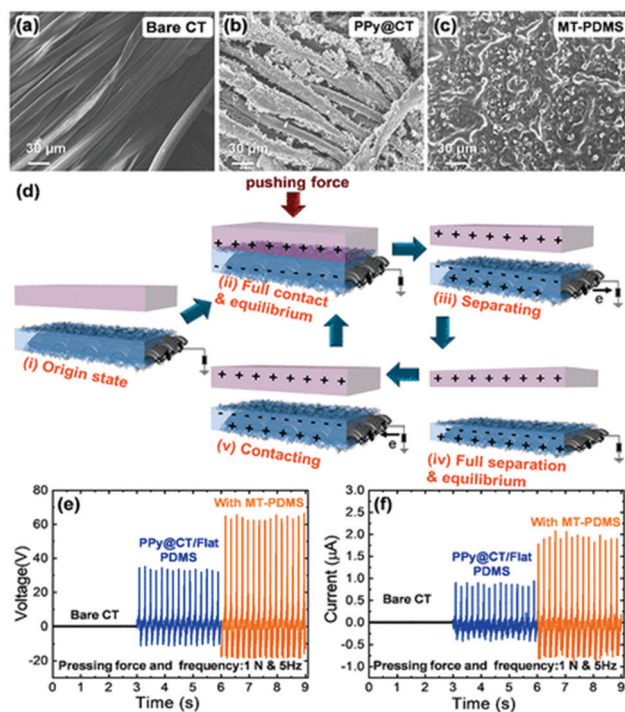 (a) Bare CT
30 µm
(b) PPy@CT
30 µm
(c) MT-PDMS
30 µm
(d)
pushing force
+ + + + + + + +
- - - - - - - -
(ii) Full contact
& equilibrium
+ + + + + + + +
- - - - - - - -
+ + + + + +
e
(iii) Separating
(i) Origin state
+ + + + + + + +
- - - - - - - -
+ + + + + +
e
(v) Contacting
+ + + + + + + +
- - - - - - - -
+ + + + + +
(iv) Full separation
& equilibrium
(e)
With MT-PDMS
PPy@CT/Flat
PDMS
Bare CT
Pressing force and frequency:1 N & 5Hz
Voltage(V)
80
60
40
20
0
-20
0 1 2 3 4 5 6 7 8 9
Time (s)
(f)
With MT-PDMS
PPy@CT/Flat
PDMS
Bare CT
Pressing force and frequency:1 N & 5Hz
Current (µA)
3.0
2.5
2.0
1.5
1.0
0.5
0.0
-0.5
-1.0
0 1 2 3 4 5 6 7 8 9
Time (s)